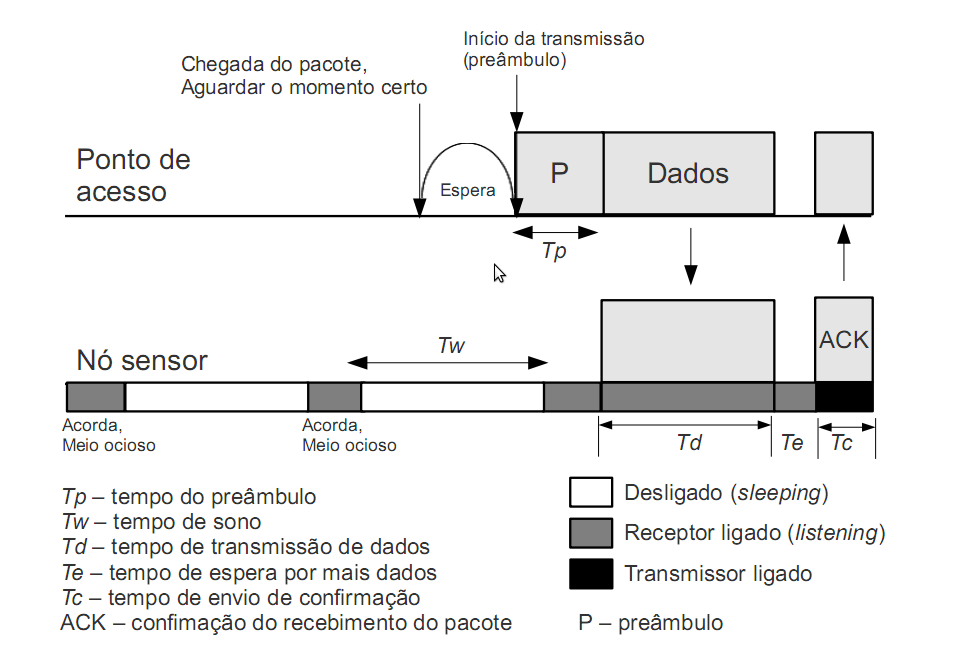 Início da transmissão
(preâmbulo)
Chegada do pacote,
Aguardar o momento certo
Ponto de
acesso
Espera
P
Dados
Tp
Nó sensor
Tw
ACK
Acorda,
Meio ocioso
Acorda,
Meio ocioso
Td
Te
Tc
Tp – tempo do preâmbulo
Tw – tempo de sono
Td – tempo de transmissão de dados
Te – tempo de espera por mais dados
Tc – tempo de envio de confirmação
ACK – confimação do recebimento do pacote
Desligado (sleeping)
Receptor ligado (listening)
Transmissor ligado
P – preâmbulo